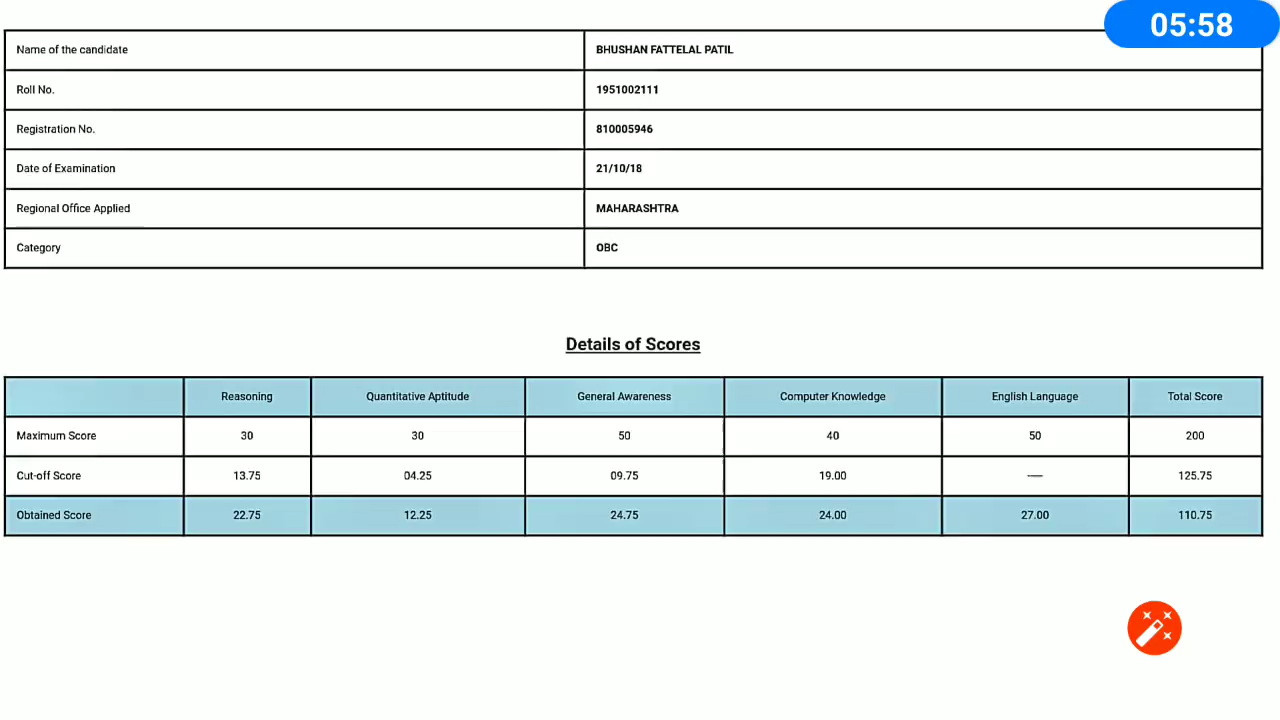 05:58
Name of the candidate BHUSHAN FATTELAL PATIL
Roll No. 1951002111
Registration No. 810005946
Date of Examination 21/10/18
Regional Office Applied MAHARASHTRA
Category OBC
Details of Scores
Reasoning Quantitative Aptitude General Awareness Computer Knowledge English Language Total Score
Maximum Score 30 30 50 40 50 200
Cut-off Score 13.75 04.25 09.75 19.00 — 125.75
Obtained Score 22.75 12.25 24.75 24.00 27.00 110.75